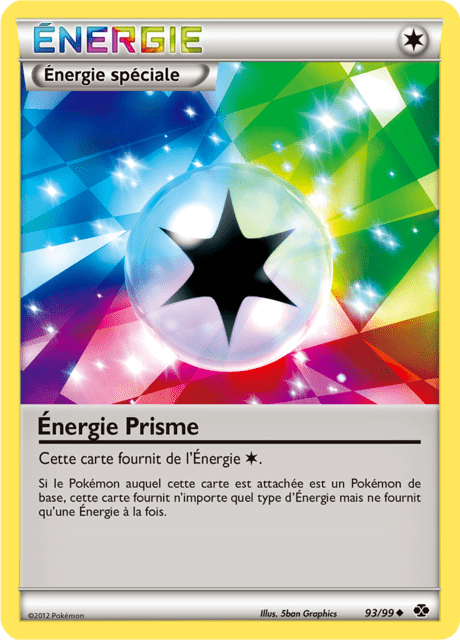 ÉNERGIE
Énergie spéciale
Énergie Prisme
Cette carte fournit de l'Énergie.
Si le Pokémon auquel cette carte est attachée est un Pokémon de
base, cette carte fournit n'importe quel type d'Énergie mais ne fournit
qu'une Énergie à la fois.
©2012 Pokémon
Illus. 5ban Graphics
93/99